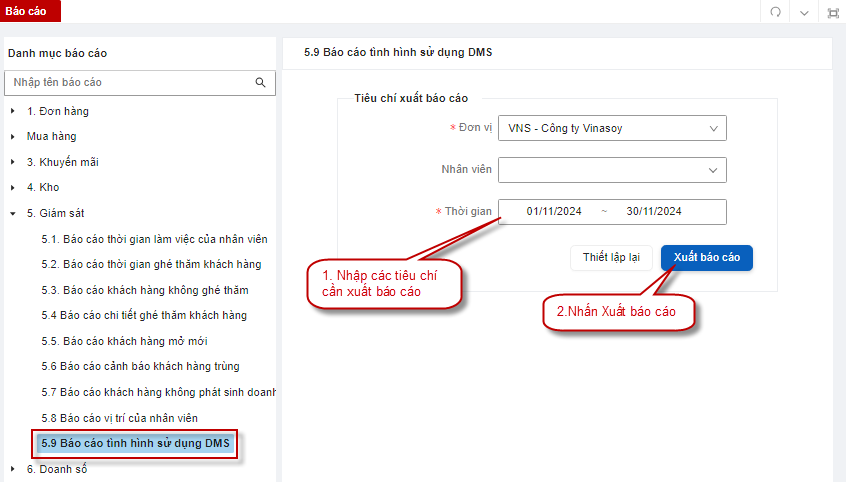 Báo cáo
Danh mục báo cáo
Nhập tên báo cáo
1. Đơn hàng
Mua hàng
3. Khuyến mãi
4. Kho
5. Giám sát
5.1. Báo cáo thời gian làm việc của nhân viên
5.2. Báo cáo thời gian ghé thăm khách hàng
5.3. Báo cáo khách hàng không ghé thăm
5.4 Báo cáo chi tiết ghé thăm khách hàng
5.5. Báo cáo khách hàng mở mới
5.6 Báo cáo cảnh báo khách hàng trùng
5.7 Báo cáo khách hàng không phát sinh doanh
5.8 Báo cáo vị trí của nhân viên
5.9 Báo cáo tình hình sử dụng DMS
6. Doanh số
5.9 Báo cáo tình hình sử dụng DMS
Tiêu chí xuất báo cáo
* Đơn vị VNS - Công ty Vinasoy
Nhân viên
* Thời gian 01/11/2024 ~ 30/11/2024
Thiết lập lại Xuất báo cáo
1. Nhập các tiêu chí
cần xuất báo cáo
2.Nhấn Xuất báo cáo